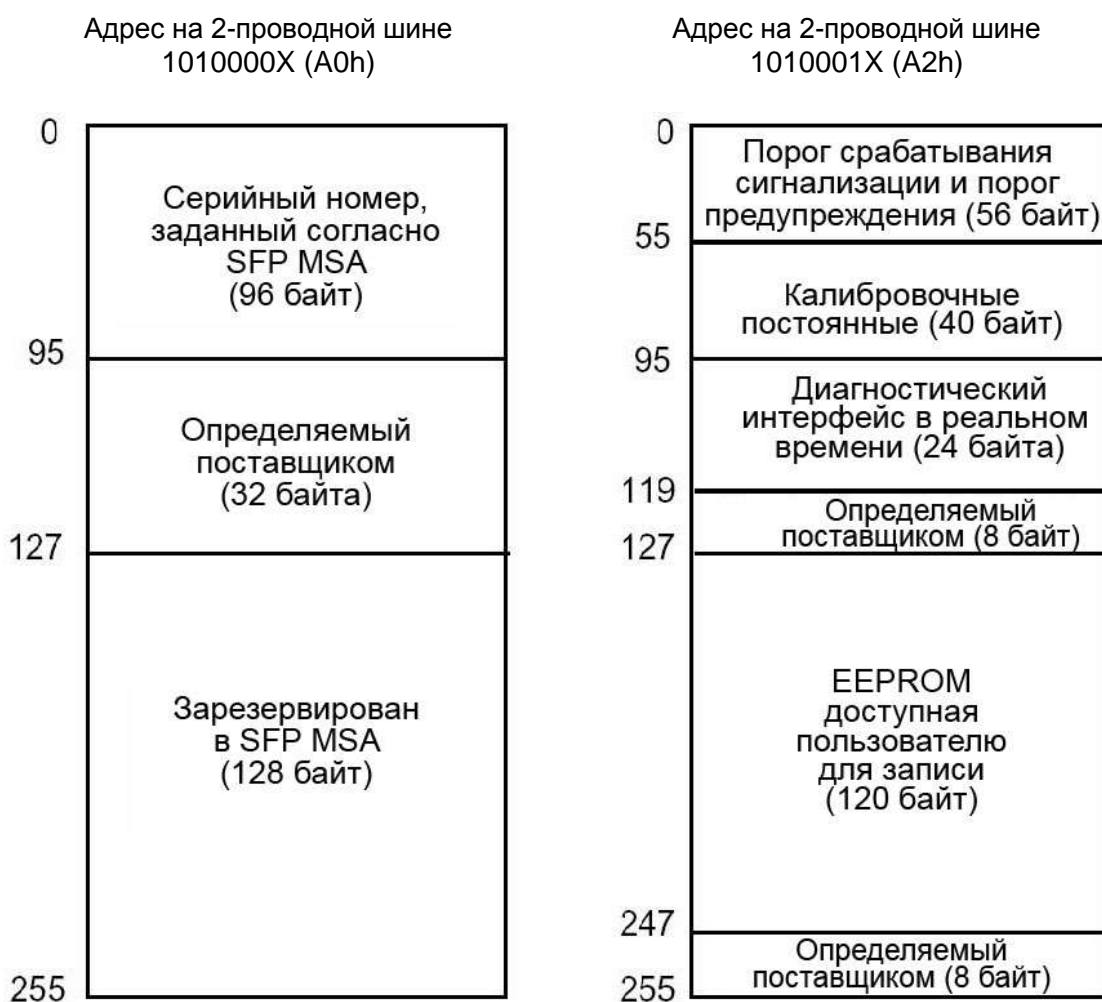 Адрес на 2-проводной шине
1010000X (A0h)
0
Серийный номер,
заданный согласно
SFP MSA
(96 байт)
95
Определяемый
поставщиком
(32 байта)
127
Зарезервирован
в SFP MSA
(128 байт)
255
Адрес на 2-проводной шине
1010001X (A2h)
0
Порог срабатывания
сигнализации и порог
предупреждения (56 байт)
55
Калибровочные
постоянные (40 байт)
95
Диагностический
интерфейс в реальном
времени (24 байта)
119
Определяемый
поставщиком (8 байт)
127
EEPROM
доступная
пользователю
для записи
(120 байт)
247
Определяемый
поставщиком (8 байт)
255